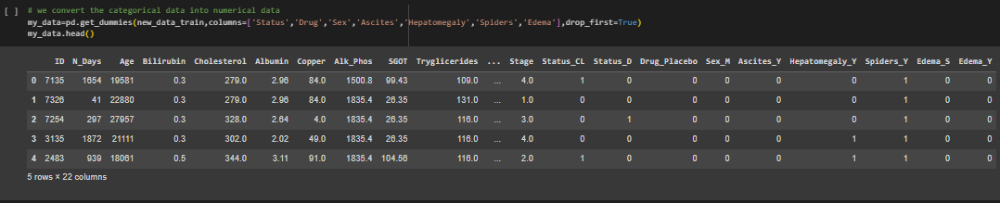 [ ] # we convert the categorical data into numerical data
my_data=pd.get_dummies(new_data_train,columns=['Status','Drug','Sex','Ascites','Hepatomegaly','Spiders','Edema'],drop_first=True)
my_data.head()
ID N_Days Age Bilirubin Cholesterol Albumin Copper Alk_Phos SGOT Tryglicerides ... Stage Status_CL Status_D Drug_Placebo Sex_M Ascites_Y Hepatomegaly_Y Spiders_Y Edema_S Edema_Y
0 7135 1654 19581 0.3 279.0 2.96 84.0 1500.8 99.43 109.0 ... 4.0 1 0 0 0 0 0 1 0 0
1 7326 41 22880 0.3 279.0 2.96 84.0 1835.4 26.35 131.0 ... 1.0 0 0 0 0 0 0 1 0 0
2 7254 297 27957 0.3 328.0 2.64 4.0 1835.4 26.35 116.0 ... 3.0 0 1 0 0 0 0 1 0 0
3 3135 1872 21111 0.3 302.0 2.02 49.0 1835.4 26.35 116.0 ... 4.0 0 0 0 0 0 1 1 0 0
4 2483 939 18061 0.5 344.0 3.11 91.0 1835.4 104.56 116.0 ... 2.0 1 0 0 0 0 1 1 0 0
5 rows × 22 columns